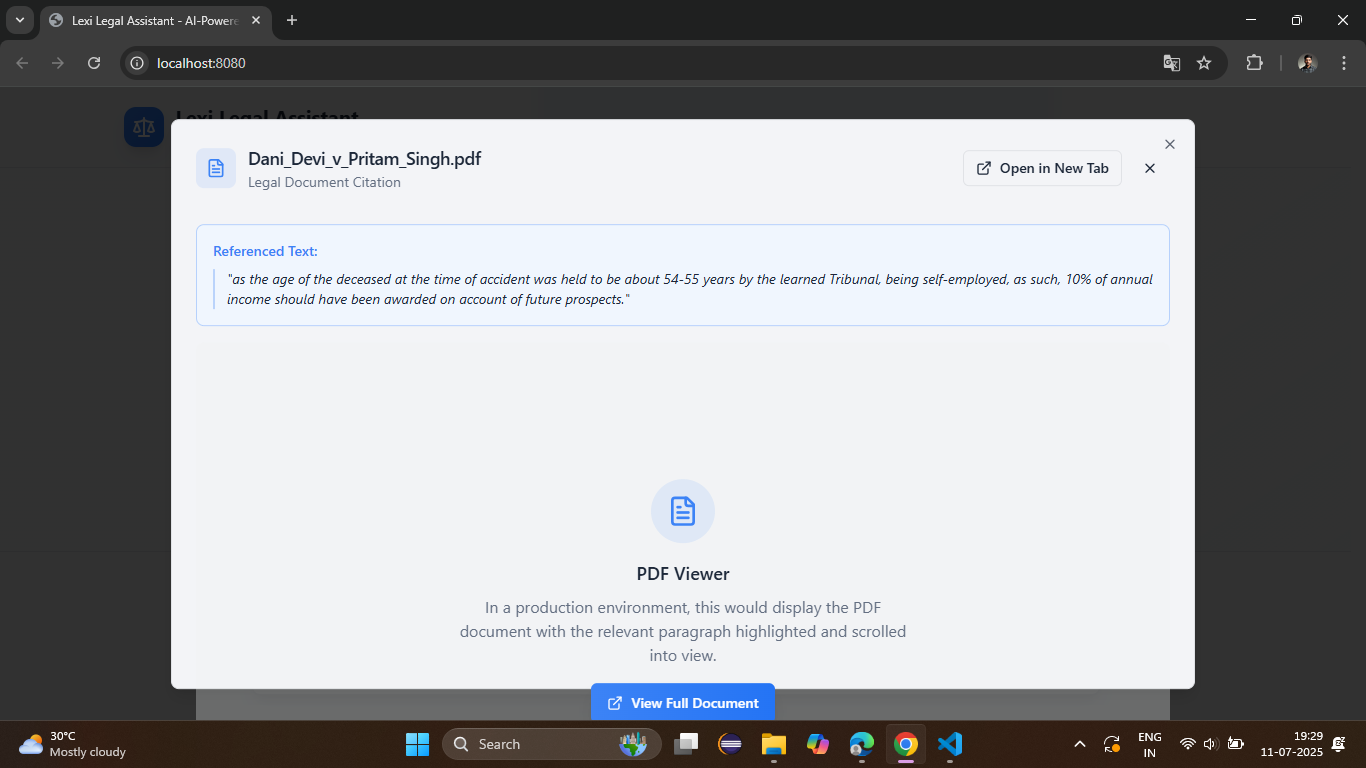 Lexi Legal Assistant - AI-Powere
localhost:8080
Lexi Legal Assistant
Dani_Devi_v_Pritam_Singh.pdf
Legal Document Citation
Open in New Tab
Referenced Text:
"as the age of the deceased at the time of accident was held to be about 54-55 years by the learned Tribunal, being self-employed, as such, 10% of annual
income should have been awarded on account of future prospects."
PDF Viewer
In a production environment, this would display the PDF
document with the relevant paragraph highlighted and scrolled
into view.
View Full Document
30°C
Mostly cloudy
Search
ENG
IN
19:29
11-07-2025